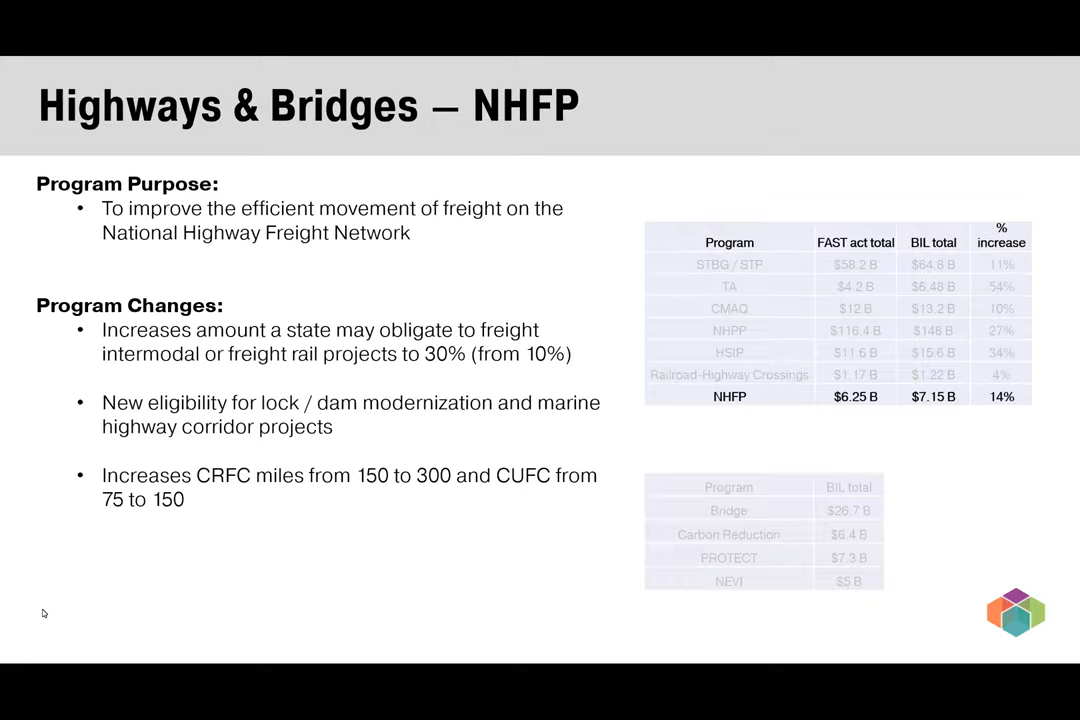 Highways & Bridges – NHFP
Program Purpose:
• To improve the efficient movement of freight on the
National Highway Freight Network
Program Changes:
• Increases amount a state may obligate to freight
intermodal or freight rail projects to 30% (from 10%)
• New eligibility for lock / dam modernization and marine
highway corridor projects
• Increases CRFC miles from 150 to 300 and CUFC from
75 to 150
Program FAST act total BIL total % increase
STBG / STP $58.2 B $64.8 B 11%
TA $4.2 B $6.48 B 54%
CMAQ $12 B $13.2 B 10%
NHPP $116.4 B $148 B 27%
HSIP $11.6 B $15.6 B 34%
Railroad-Highway Crossings $1.17 B $1.22 B 4%
NHFP $6.25 B $7.15 B 14%
Program BIL total
Bridge $26.7 B
Carbon Reduction $6.4 B
PROTECT $7.3 B
NEVI $5 B